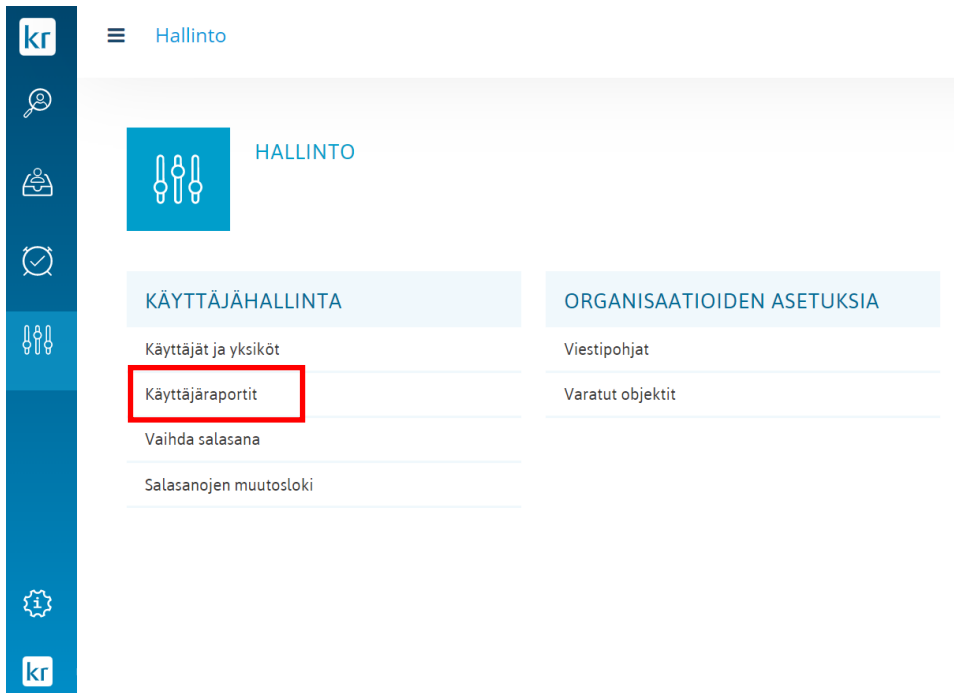 kr
Hallinto
HALLINTO
KÄYTTÄJÄHALLINTA
Käyttäjät ja yksiköt
Käyttäjäraportit
Vaihda salasana
Salasanojen muutosloki
ORGANISAATIOIDEN ASETUKSIA
Viestipohjat
Varatut objektit
kr